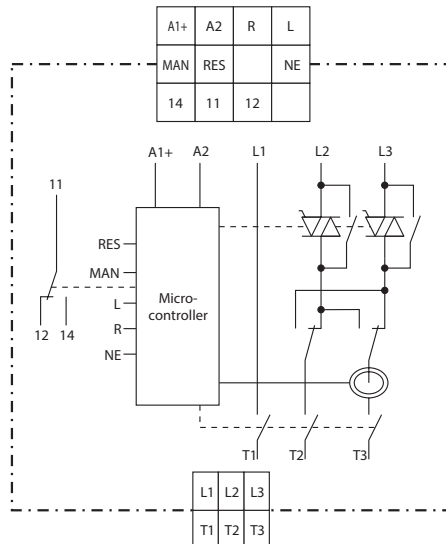 A1+ A2 R L
MAN RES NE
14 11 12
A1+ A2 L1 L2 L3
11
RES
MAN
L
R
NE
Micro-
controller
12 14
T1 T2 T3
L1 L2 L3
T1 T2 T3